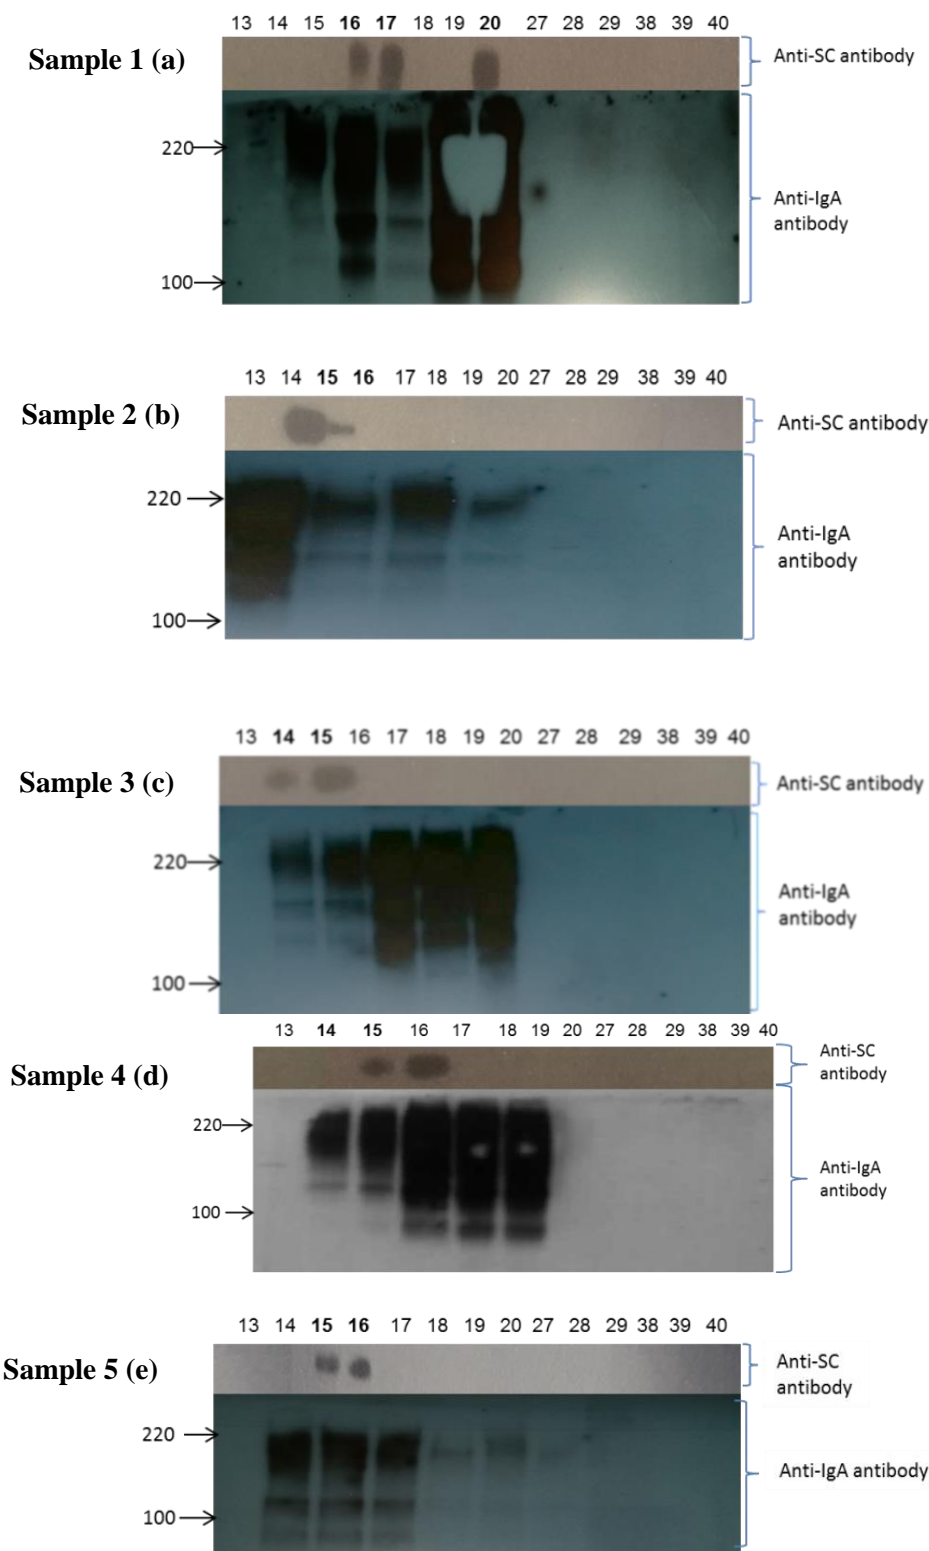 13 14 15 16 17 18 19 20 27 28 29 38 39 40
Sample 1 (a)
Anti-SC antibody
220
Anti-IgA
antibody
100
13 14 15 16 17 18 19 20 27 28 29 38 39 40
Sample 2 (b)
Anti-SC antibody
220
Anti-IgA
antibody
100
13 14 15 16 17 18 19 20 27 28 29 38 39 40
Sample 3 (c)
Anti-SC antibody
220
Anti-IgA
antibody
100
13 14 15 16 17 18 19 20 27 28 29 38 39 40
Sample 4 (d)
Anti-SC
antibody
220
Anti-IgA
antibody
100
13 14 15 16 17 18 19 20 27 28 29 38 39 40
Sample 5 (e)
Anti-SC
antibody
220
Anti-IgA antibody
100